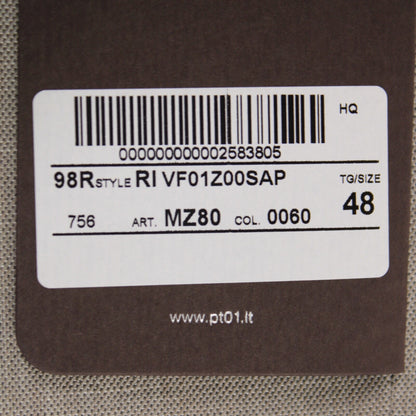 HQ
000000000002583805
98R STYLE RI VF01Z00SAP TG/SIZE
756 ART. MZ80 COL. 0060 48
www.pt01.it